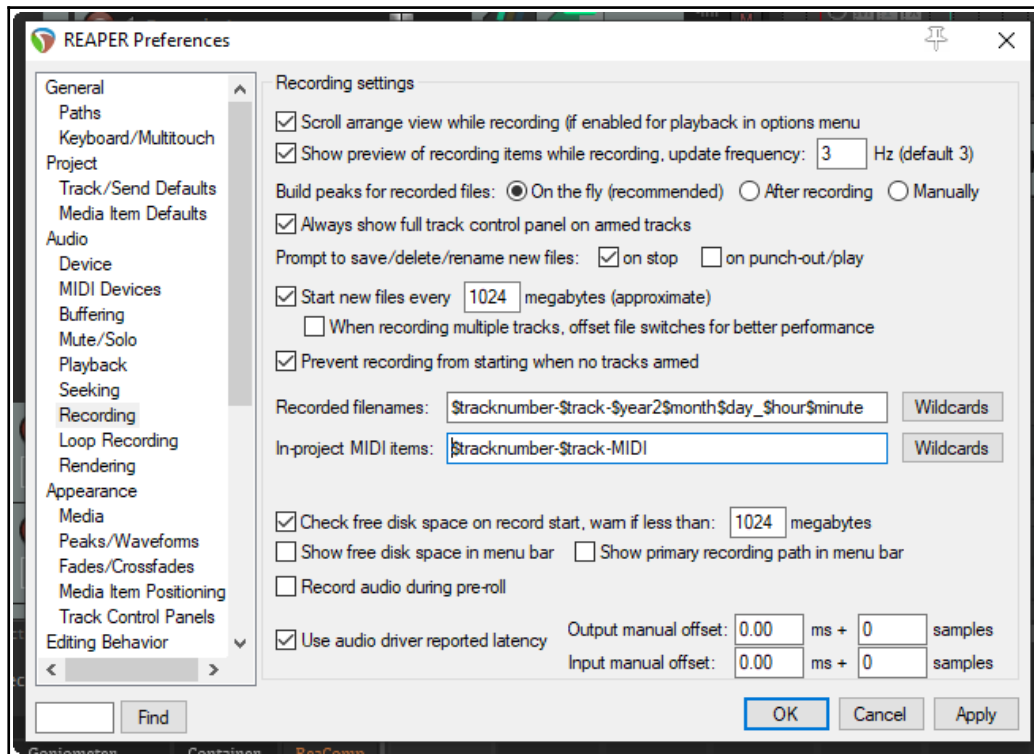 REAPER Preferences
General
Paths
Keyboard/Multitouch
Project
Track/Send Defaults
Media Item Defaults
Audio
Device
MIDI Devices
Buffering
Mute/Solo
Playback
Seeking
Recording
Loop Recording
Rendering
Appearance
Media
Peaks/Waveforms
Fades/Crossfades
Media Item Positioning
Track Control Panels
Editing Behavior
Find
Recording settings
Scroll arrange view while recording (if enabled for playback in options menu
Show preview of recording items while recording, update frequency: 3 Hz (default 3)
Build peaks for recorded files: On the fly (recommended) After recording Manually
Always show full track control panel on armed tracks
Prompt to save/delete/rename new files: on stop on punch-out/play
Start new files every 1024 megabytes (approximate)
When recording multiple tracks, offset file switches for better performance
Prevent recording from starting when no tracks armed
Recorded filenames: $tracknumber-$track-$year2$month$day_$hour$minute Wildcards
In-project MIDI items: $tracknumber-$track-MIDI Wildcards
Check free disk space on record start, warn if less than: 1024 megabytes
Show free disk space in menu bar Show primary recording path in menu bar
Record audio during pre-roll
Use audio driver reported latency Output manual offset: 0.00 ms + 0 samples
Input manual offset: 0.00 ms + 0 samples
OK Cancel Apply
Goniometer Container ReaComp